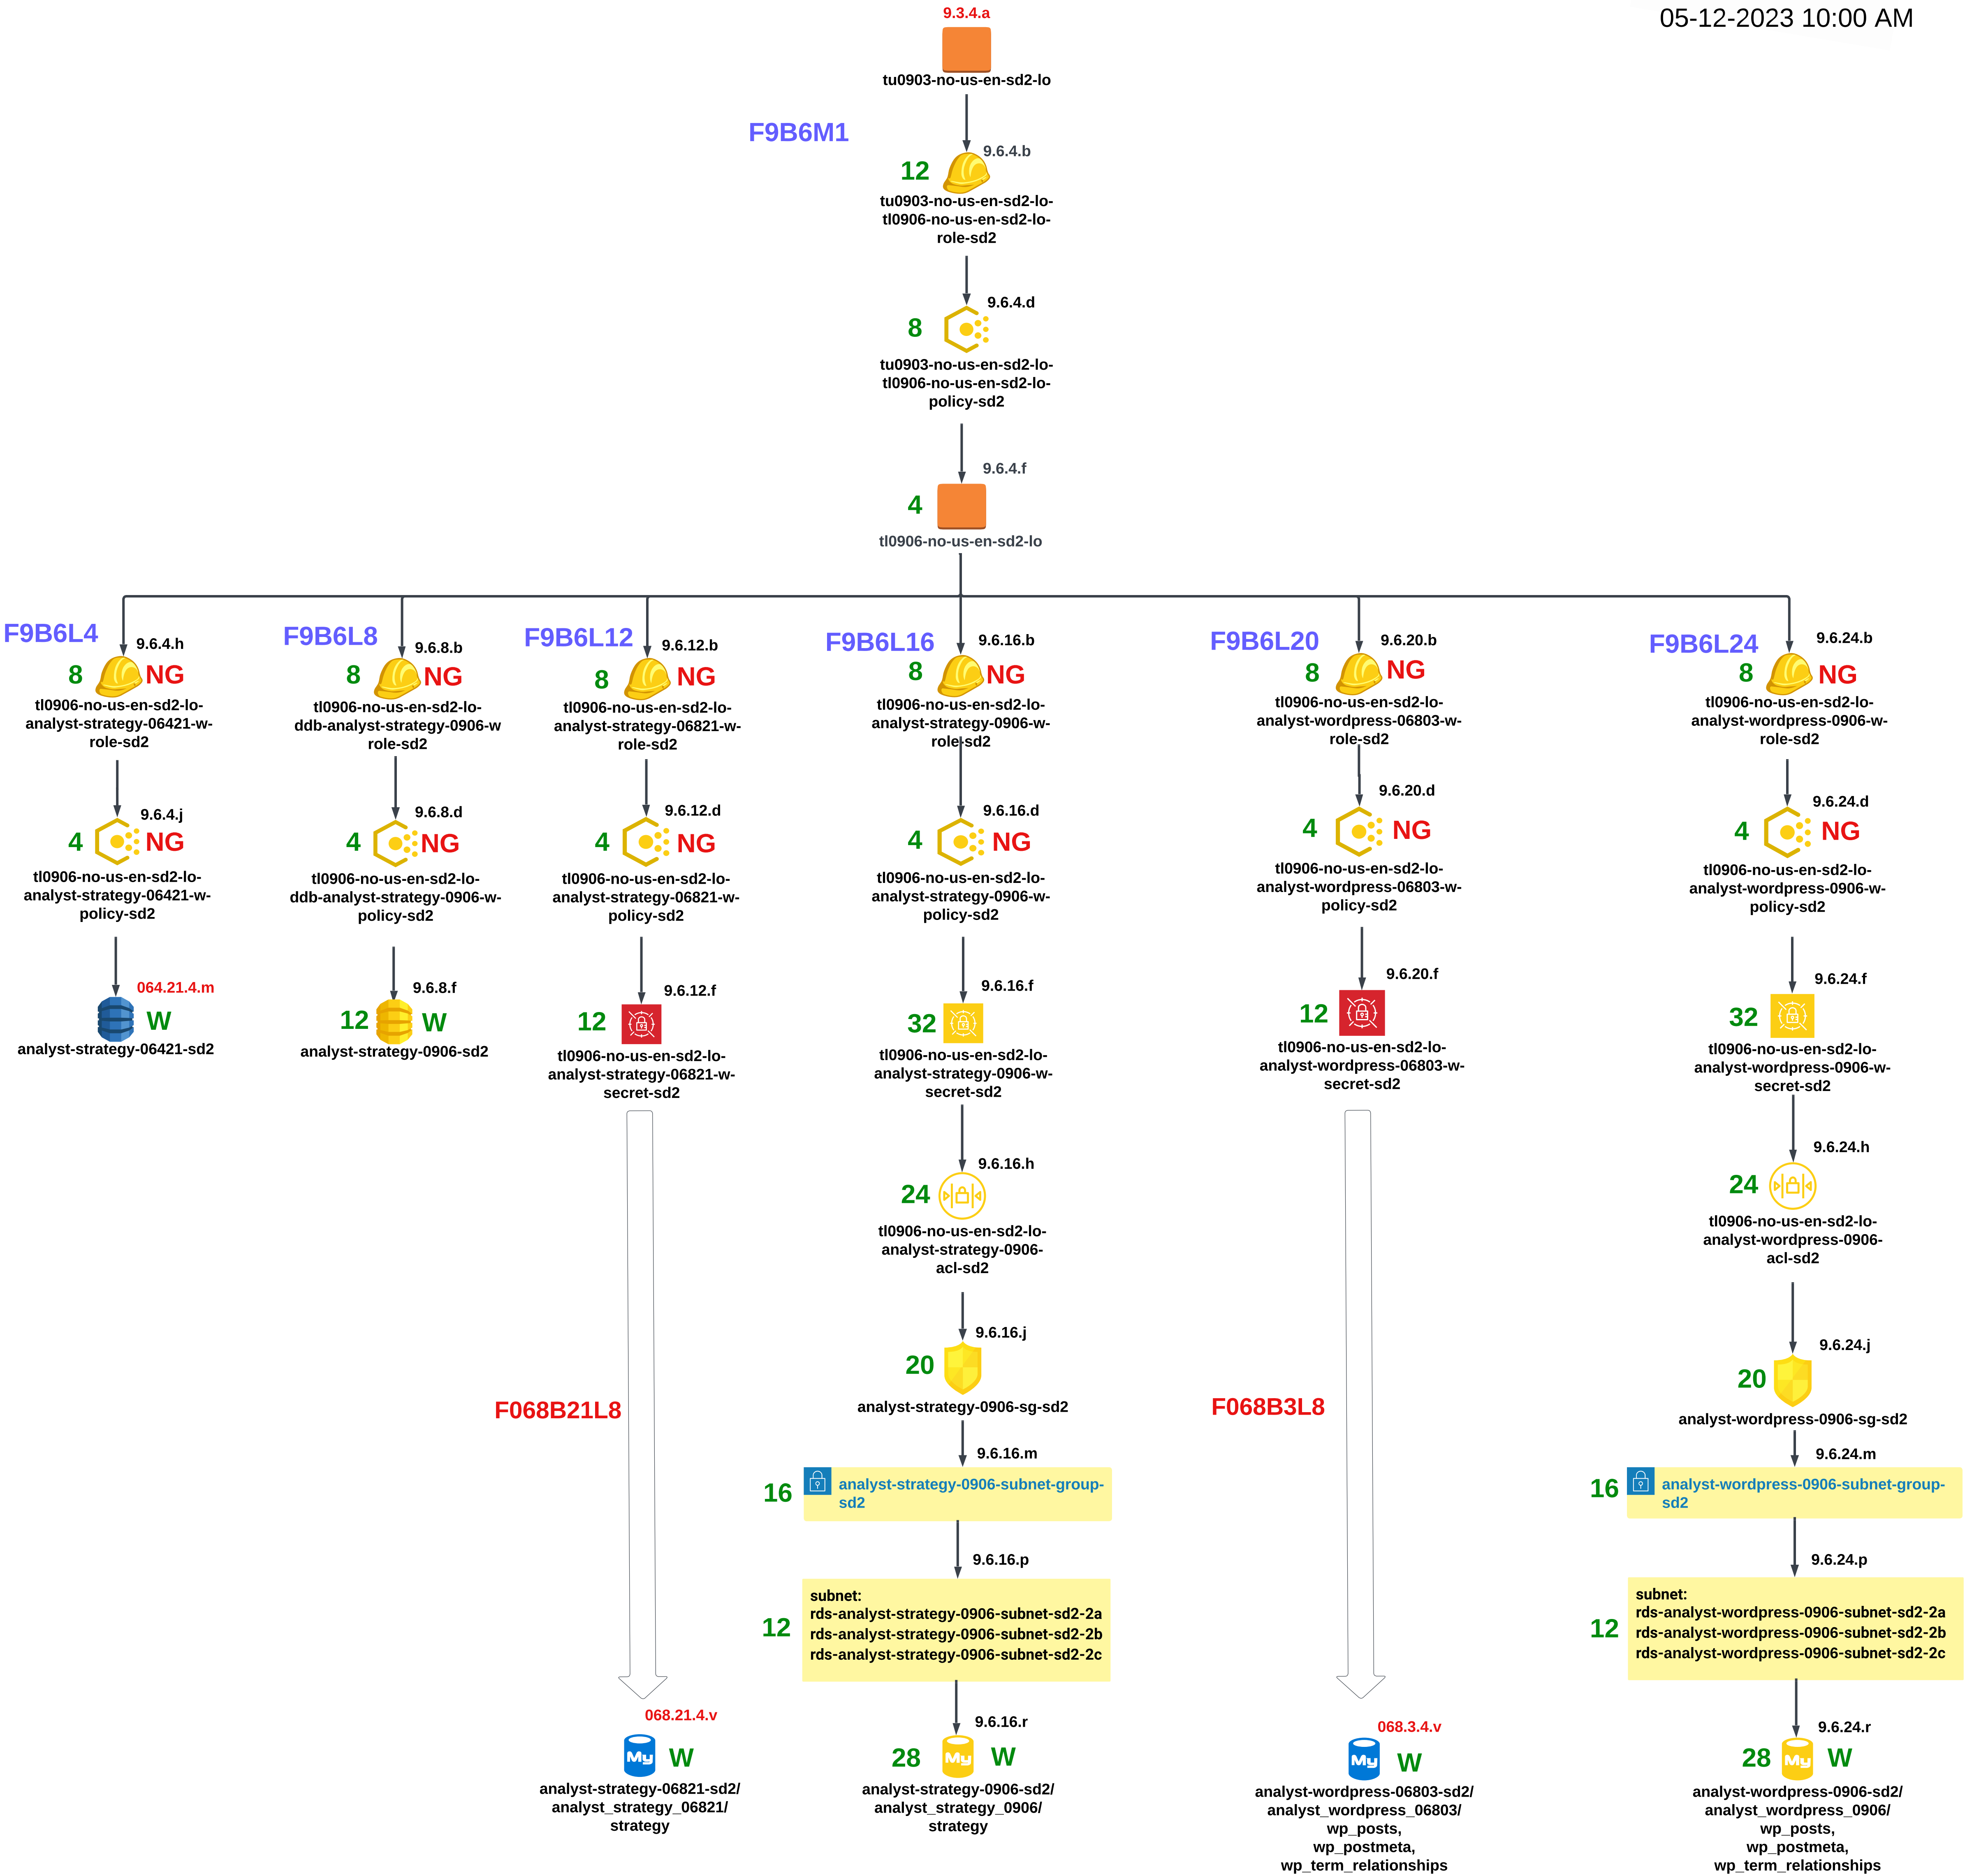 05-12-2023 10:00 AM
9.3.4.a
tu0903-no-us-en-sd2-lo
F9B6M1
9.6.4.b
12
tu0903-no-us-en-sd2-lo-
tl0906-no-us-en-sd2-lo-
role-sd2
9.6.4.d
8
tu0903-no-us-en-sd2-lo-
tl0906-no-us-en-sd2-lo-
policy-sd2
9.6.4.f
4
tl0906-no-us-en-sd2-lo
F9B6L4
9.6.4.h
8
NG
tl0906-no-us-en-sd2-lo-
analyst-strategy-06421-w-
role-sd2
9.6.4.j
4
NG
tl0906-no-us-en-sd2-lo-
analyst-strategy-06421-w-
policy-sd2
064.21.4.m
W
analyst-strategy-06421-sd2
F9B6L8
9.6.8.b
8
NG
tl0906-no-us-en-sd2-lo-
ddb-analyst-strategy-0906-w
role-sd2
9.6.8.d
4
NG
tl0906-no-us-en-sd2-lo-
ddb-analyst-strategy-0906-w-
policy-sd2
9.6.8.f
12
W
analyst-strategy-0906-sd2
F9B6L12
9.6.12.b
8
NG
tl0906-no-us-en-sd2-lo-
analyst-strategy-06821-w-
role-sd2
9.6.12.d
4
NG
tl0906-no-us-en-sd2-lo-
analyst-strategy-06821-w-
policy-sd2
9.6.12.f
12
tl0906-no-us-en-sd2-lo-
analyst-strategy-06821-w-
secret-sd2
F068B21L8
068.21.4.v
My
W
analyst-strategy-06821-sd2/
analyst_strategy_06821/
strategy
F9B6L16
9.6.16.b
8
NG
tl0906-no-us-en-sd2-lo-
analyst-strategy-0906-w-
role-sd2
9.6.16.d
4
NG
tl0906-no-us-en-sd2-lo-
analyst-strategy-0906-w-
policy-sd2
9.6.16.f
32
tl0906-no-us-en-sd2-lo-
analyst-strategy-0906-w-
secret-sd2
9.6.16.h
24
tl0906-no-us-en-sd2-lo-
analyst-strategy-0906-
acl-sd2
9.6.16.j
20
analyst-strategy-0906-sg-sd2
9.6.16.m
16
analyst-strategy-0906-subnet-group-
sd2
9.6.16.p
12
subnet:
rds-analyst-strategy-0906-subnet-sd2-2a
rds-analyst-strategy-0906-subnet-sd2-2b
rds-analyst-strategy-0906-subnet-sd2-2c
9.6.16.r
28
My
W
analyst-strategy-0906-sd2/
analyst_strategy_0906/
strategy
F9B6L20
9.6.20.b
8
NG
tl0906-no-us-en-sd2-lo-
analyst-wordpress-06803-w-
role-sd2
9.6.20.d
4
NG
tl0906-no-us-en-sd2-lo-
analyst-wordpress-06803-w-
policy-sd2
9.6.20.f
12
tl0906-no-us-en-sd2-lo-
analyst-wordpress-06803-w-
secret-sd2
F068B3L8
068.3.4.v
My
W
analyst-wordpress-06803-sd2/
analyst_wordpress_06803/
wp_posts,
wp_postmeta,
wp_term_relationships
F9B6L24
9.6.24.b
8
NG
tl0906-no-us-en-sd2-lo-
analyst-wordpress-0906-w-
role-sd2
9.6.24.d
4
NG
tl0906-no-us-en-sd2-lo-
analyst-wordpress-0906-w-
policy-sd2
9.6.24.f
32
tl0906-no-us-en-sd2-lo-
analyst-wordpress-0906-w-
secret-sd2
9.6.24.h
24
tl0906-no-us-en-sd2-lo-
analyst-wordpress-0906-
acl-sd2
9.6.24.j
20
analyst-wordpress-0906-sg-sd2
9.6.24.m
16
analyst-wordpress-0906-subnet-group-
sd2
9.6.24.p
12
subnet:
rds-analyst-wordpress-0906-subnet-sd2-2a
rds-analyst-wordpress-0906-subnet-sd2-2b
rds-analyst-wordpress-0906-subnet-sd2-2c
9.6.24.r
28
My
W
analyst-wordpress-0906-sd2/
analyst_wordpress_0906/
wp_posts,
wp_postmeta,
wp_term_relationships